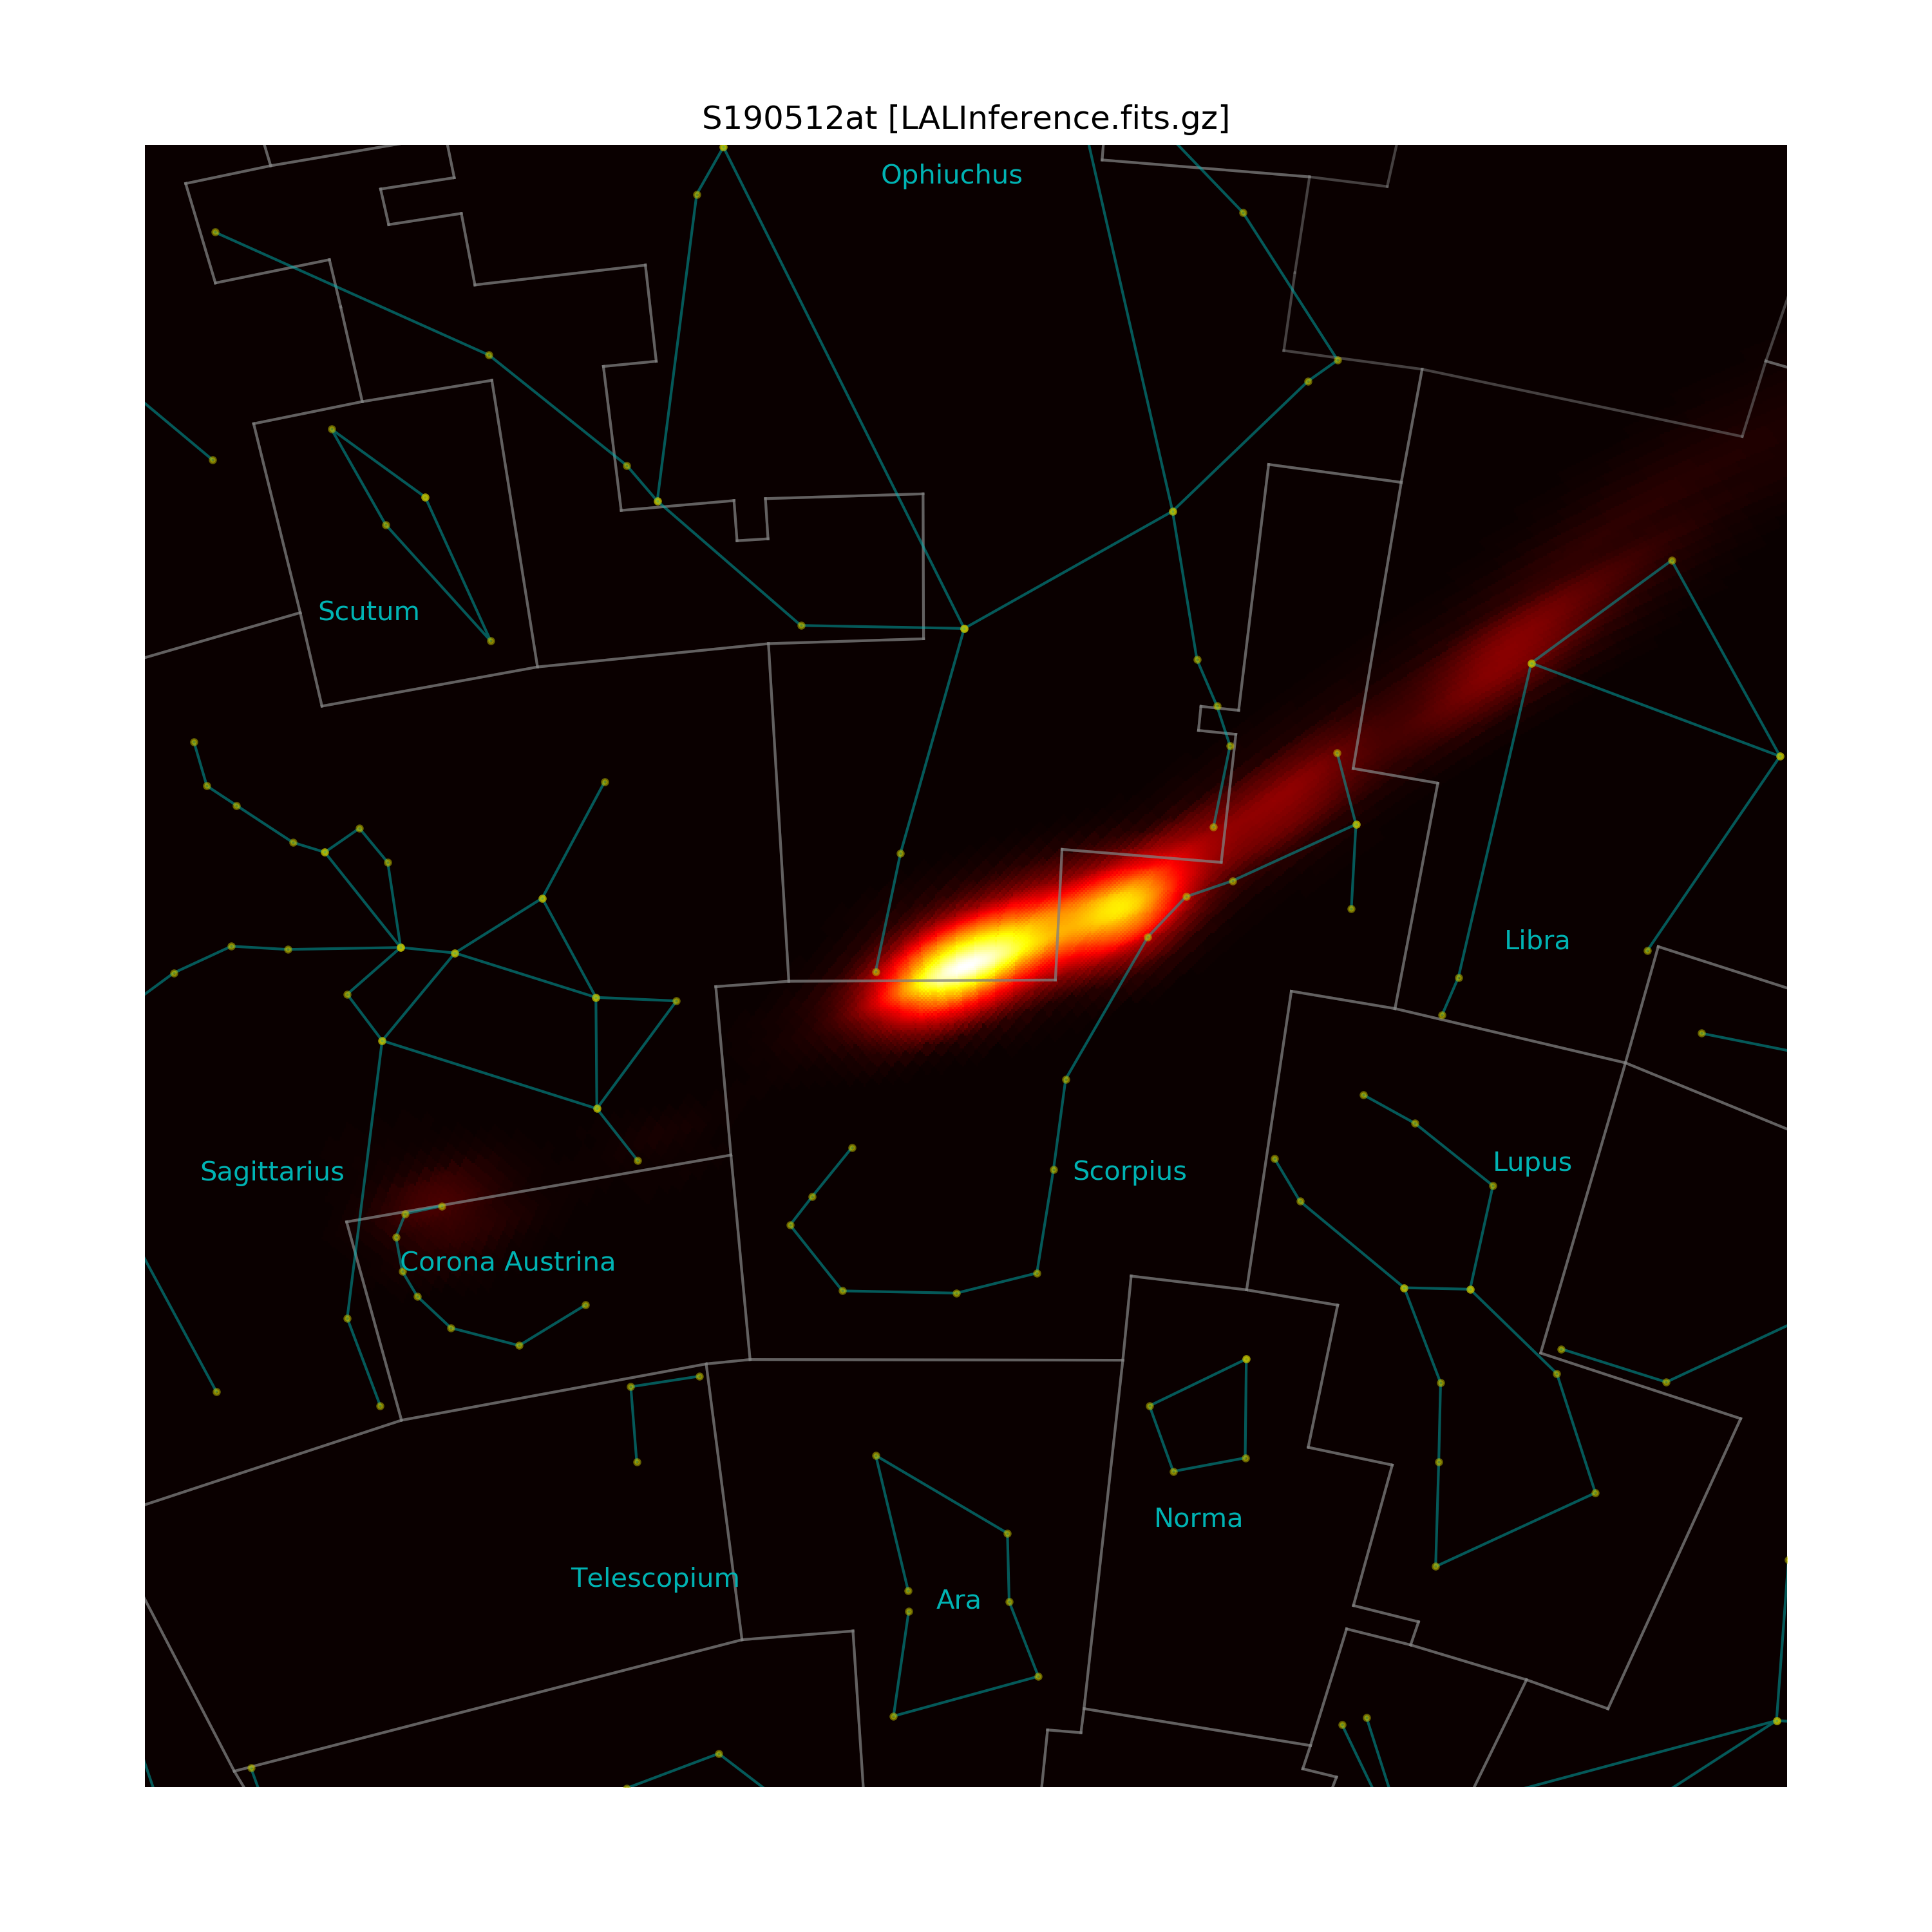 S190512at [LALInference.fits.gz]
Ophiuchus
Scutum
Libra
Sagittarius
Scorpius
Lupus
Corona Austrina
Norma
Telescopium
Ara